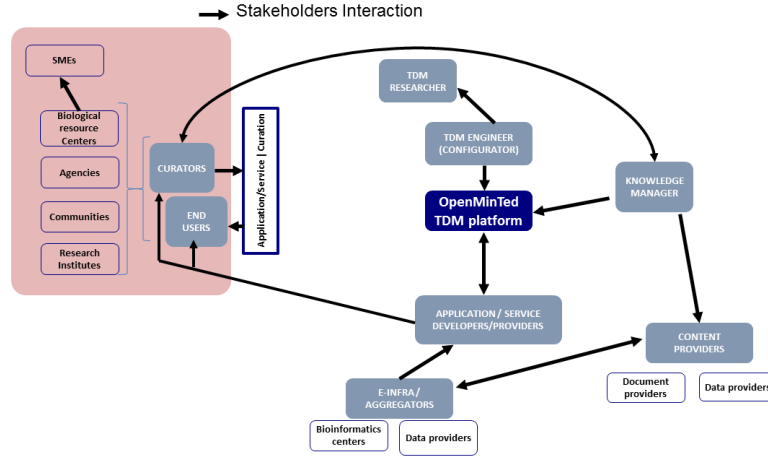 Stakeholders Interaction
SMEs
Biological
resource
Centers
Agencies
Communities
Research
Institutes
CURATORS
END
USERS
Application/Service | Curation
TDM
RESEARCHER
TDM ENGINEER
(CONFIGURATOR)
OpenMinTed
TDM platform
KNOWLEDGE
MANAGER
APPLICATION / SERVICE
DEVELOPERS/PROVIDERS
CONTENT
PROVIDERS
Document
providers
Data providers
E-INFRA/
AGGREGATORS
Bioinformatics
centers
Data providers